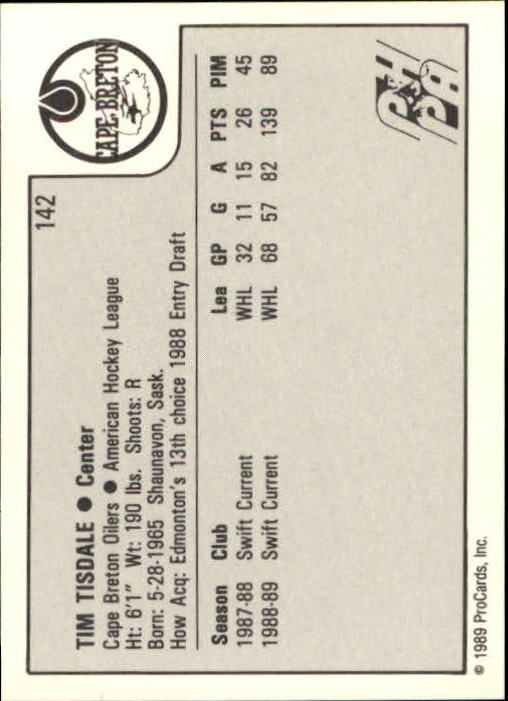 142
CAPE BRETON
TIM TISDALE ● Center
Cape Breton Oilers ● American Hockey League
Ht: 6'1" Wt: 190 lbs. Shoots: R
Born: 5-28-1965 Shaunavon, Sask.
How Acq: Edmonton's 13th choice 1988 Entry Draft
Season Club Lea GP G A PTS PIM
1987-88 Swift Current WHL 32 11 15 26 45
1988-89 Swift Current WHL 68 57 82 139 89
© 1989 ProCards, Inc.